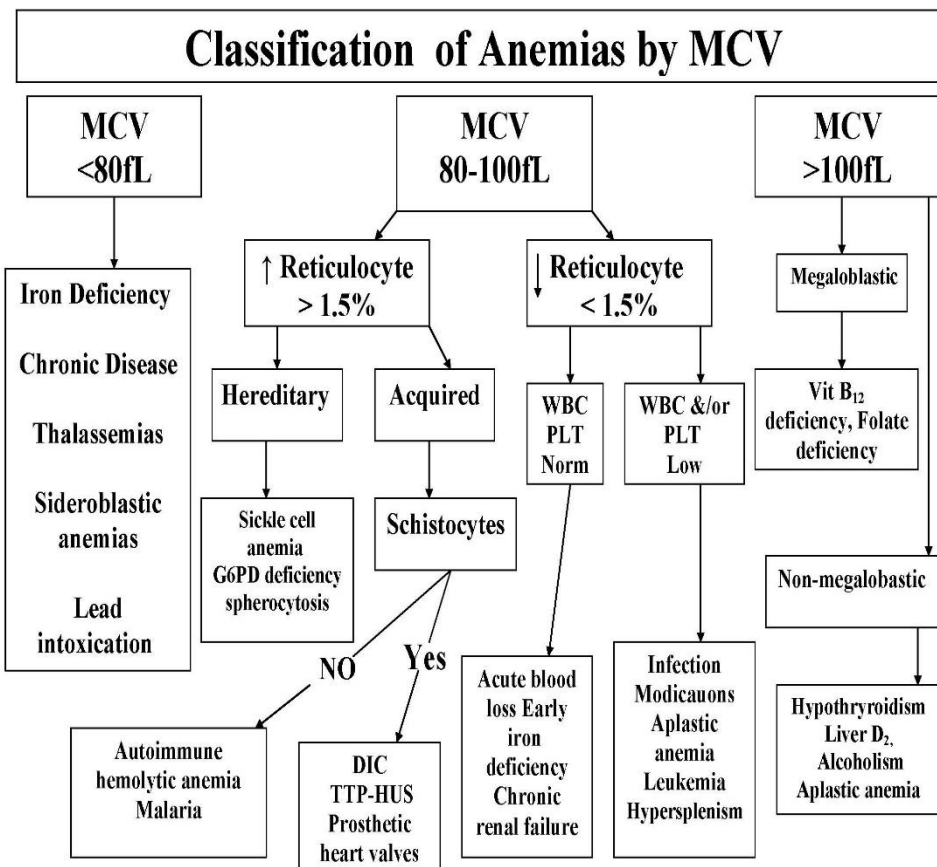 Classification of Anemias by MCV
MCV
<80fL
MCV
80-100fL
MCV
>100fL
Iron Deficiency
Chronic Disease
Thalassemias
Sideroblastic
anemias
Lead
intoxication
↑ Reticulocyte
> 1.5%
↓ Reticulocyte
< 1.5%
Megaloblastic
Hereditary
Acquired
WBC
PLT
Norm
WBC &/or
PLT
Low
Vit B₁₂
deficiency, Folate
deficiency
Sickle cell
anemia
G6PD deficiency
spherocytosis
Schistocytes
Non-megalobastic
NO
Yes
Autoimmune
hemolytic anemia
Malaria
DIC
TTP-HUS
Prosthetic
heart valves
Acute blood
loss Early
iron
deficiency
Chronic
renal failure
Infection
Modicauons
Aplastic
anemia
Leukemia
Hypersplenism
Hypothryroidism
Liver D₂,
Alcoholism
Aplastic anemia